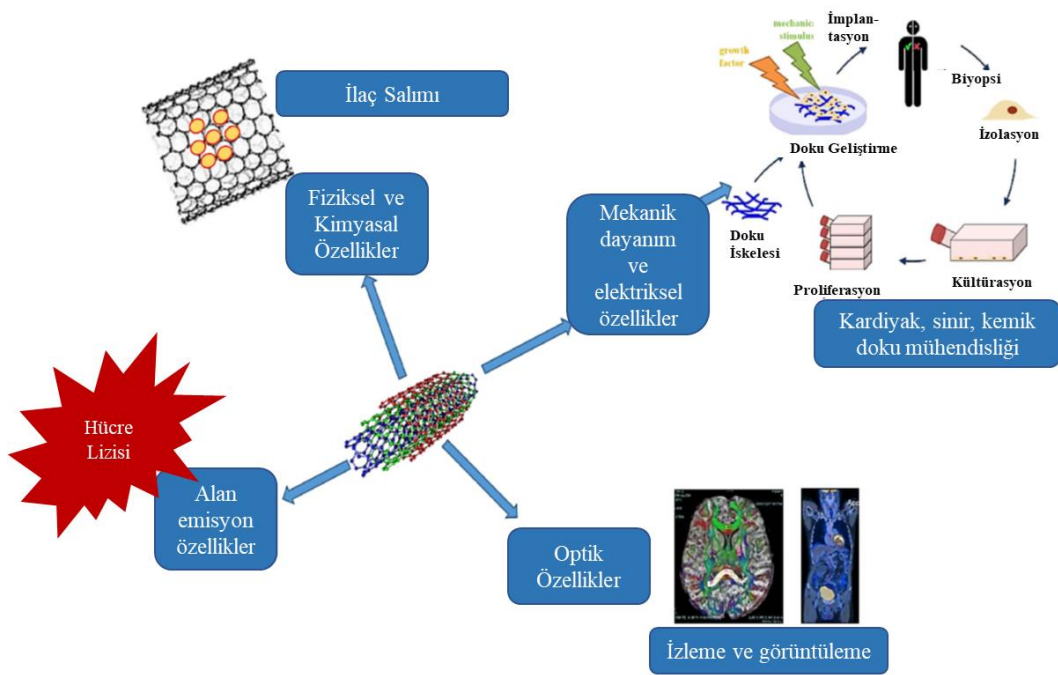 İlaç Salımı
Fiziksel ve
Kimyasal
Özellikler
Mekanik
dayanım
ve
elektriksel
özellikler
mechanic
stimulus
growth
factor
İmplan-
tasyon
Biyopsi
İzolasyon
Doku Geliştirme
Doku
İskelesi
Proliferasyon
Kültürasyon
Kardiyak, sinir, kemik
doku mühendisliği
Hücre
Lizisi
Alan
emisyon
özellikler
Optik
Özellikler
İzleme ve görüntüleme